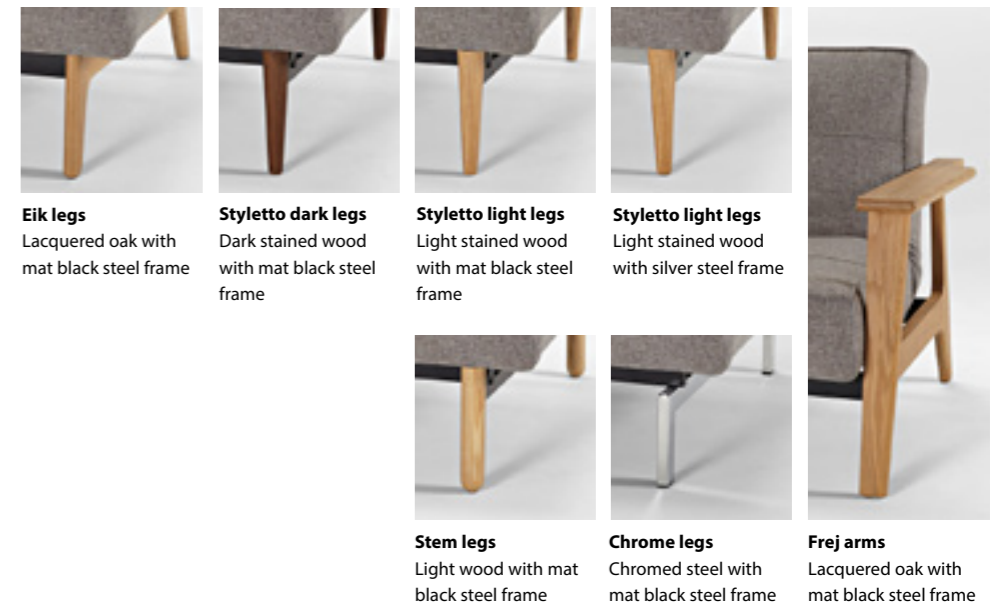 Eik legs
Lacquered oak with
mat black steel frame
Styletto dark legs
Dark stained wood
with mat black steel
frame
Styletto light legs
Light stained wood
with mat black steel
frame
Styletto light legs
Light stained wood
with silver steel frame
Stem legs
Light wood with mat
black steel frame
Chrome legs
Chromed steel with
mat black steel frame
Frej arms
Lacquered oak with
mat black steel frame